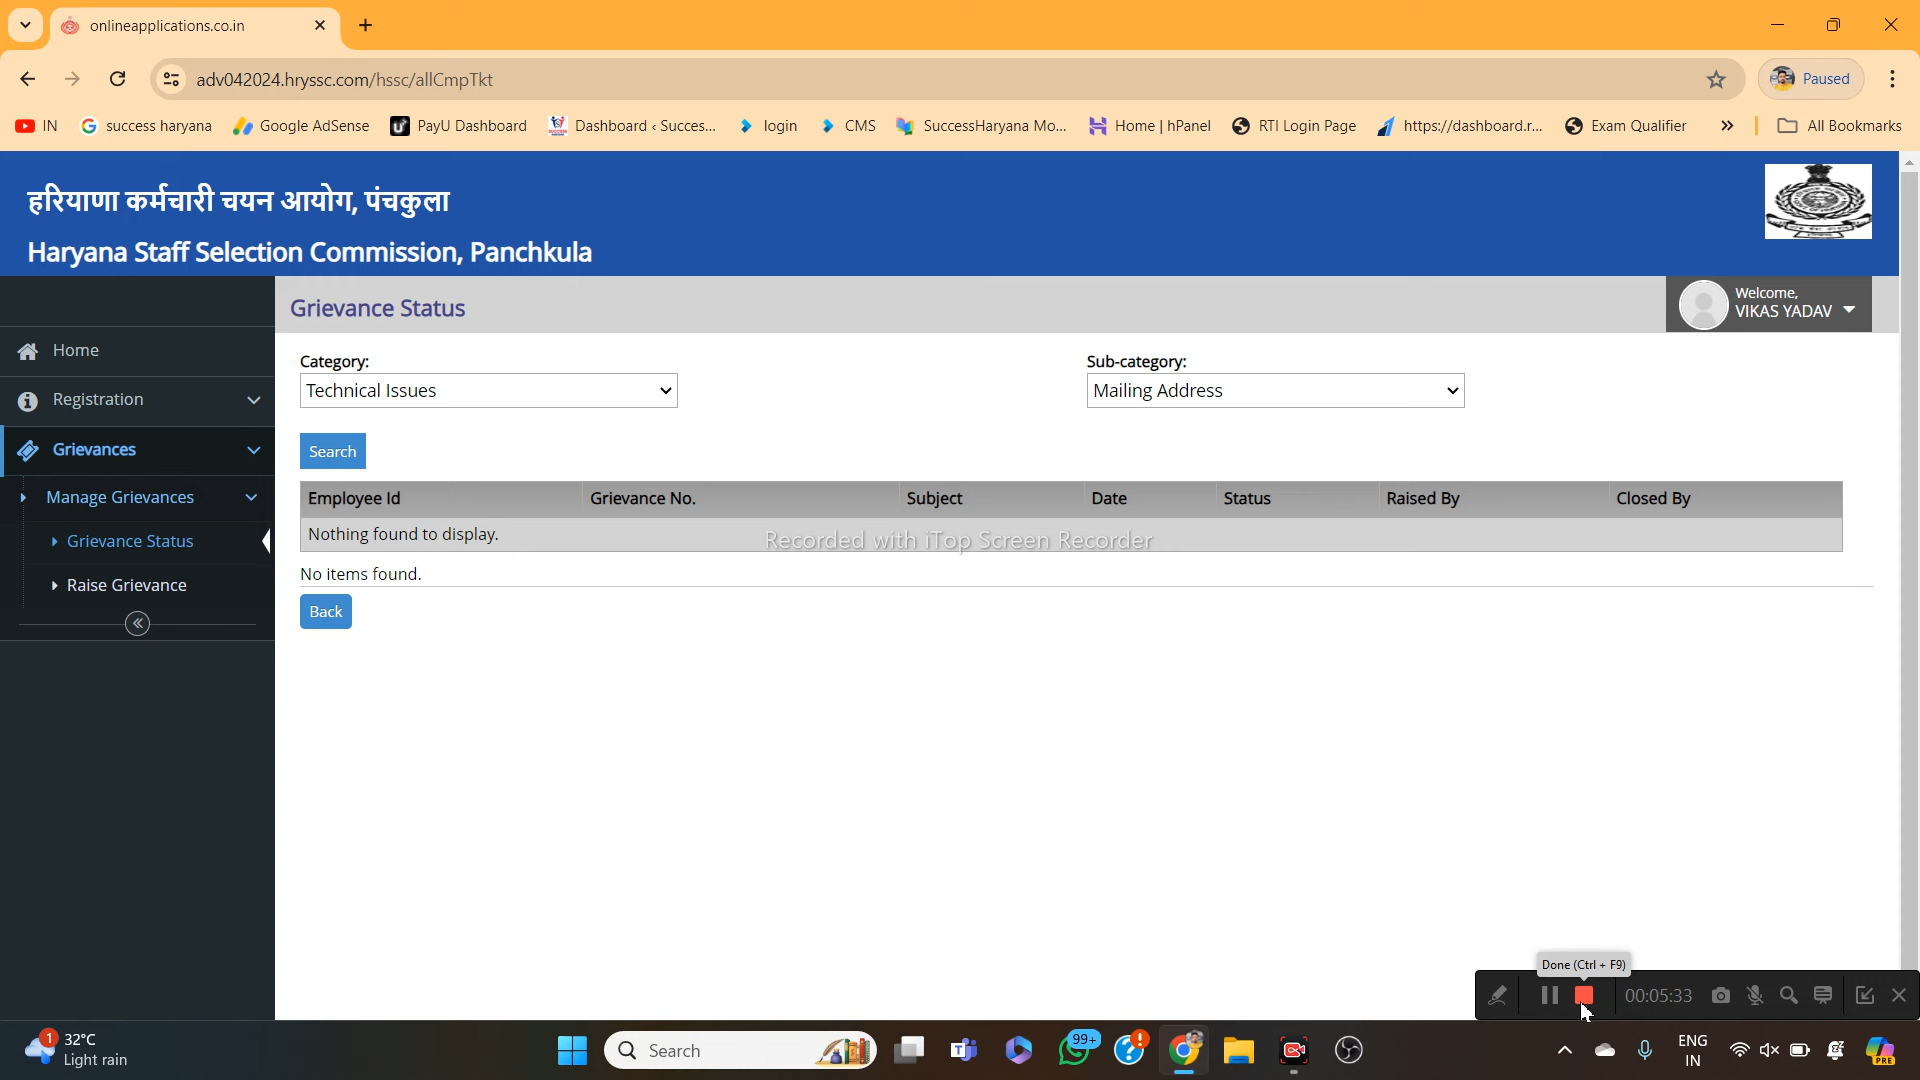 onlineapplications.co.in
adv042024.hryssc.com/hssc/allCmpTkt
Paused
IN
success haryana
Google AdSense
PayU Dashboard
Dashboard ‹ Succes...
login
CMS
SuccessHaryana Mo...
Home | hPanel
RTI Login Page
https://dashboard.r...
Exam Qualifier
All Bookmarks
हरियाणा कर्मचारी चयन आयोग, पंचकुला
Haryana Staff Selection Commission, Panchkula
Grievance Status
Welcome,
VIKAS YADAV
Home
Registration
Grievances
Manage Grievances
Grievance Status
Raise Grievance
Category:
Sub-category:
Technical Issues
Mailing Address
Search
Employee Id Grievance No. Subject Date Status Raised By Closed By
Nothing found to display.
Recorded with iTop Screen Recorder
No items found.
Back
Done (Ctrl + F9)
00:05:33
1
32°C
Light rain
Search
99+
ENG
IN
PRE